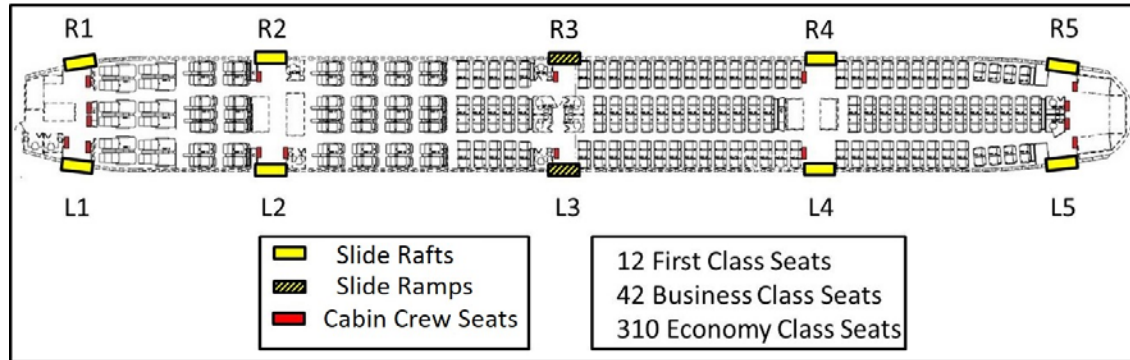 R1 R2 R3 R4 R5
L1 L2 L3 L4 L5
Slide Rafts
Slide Ramps
Cabin Crew Seats
12 First Class Seats
42 Business Class Seats
310 Economy Class Seats